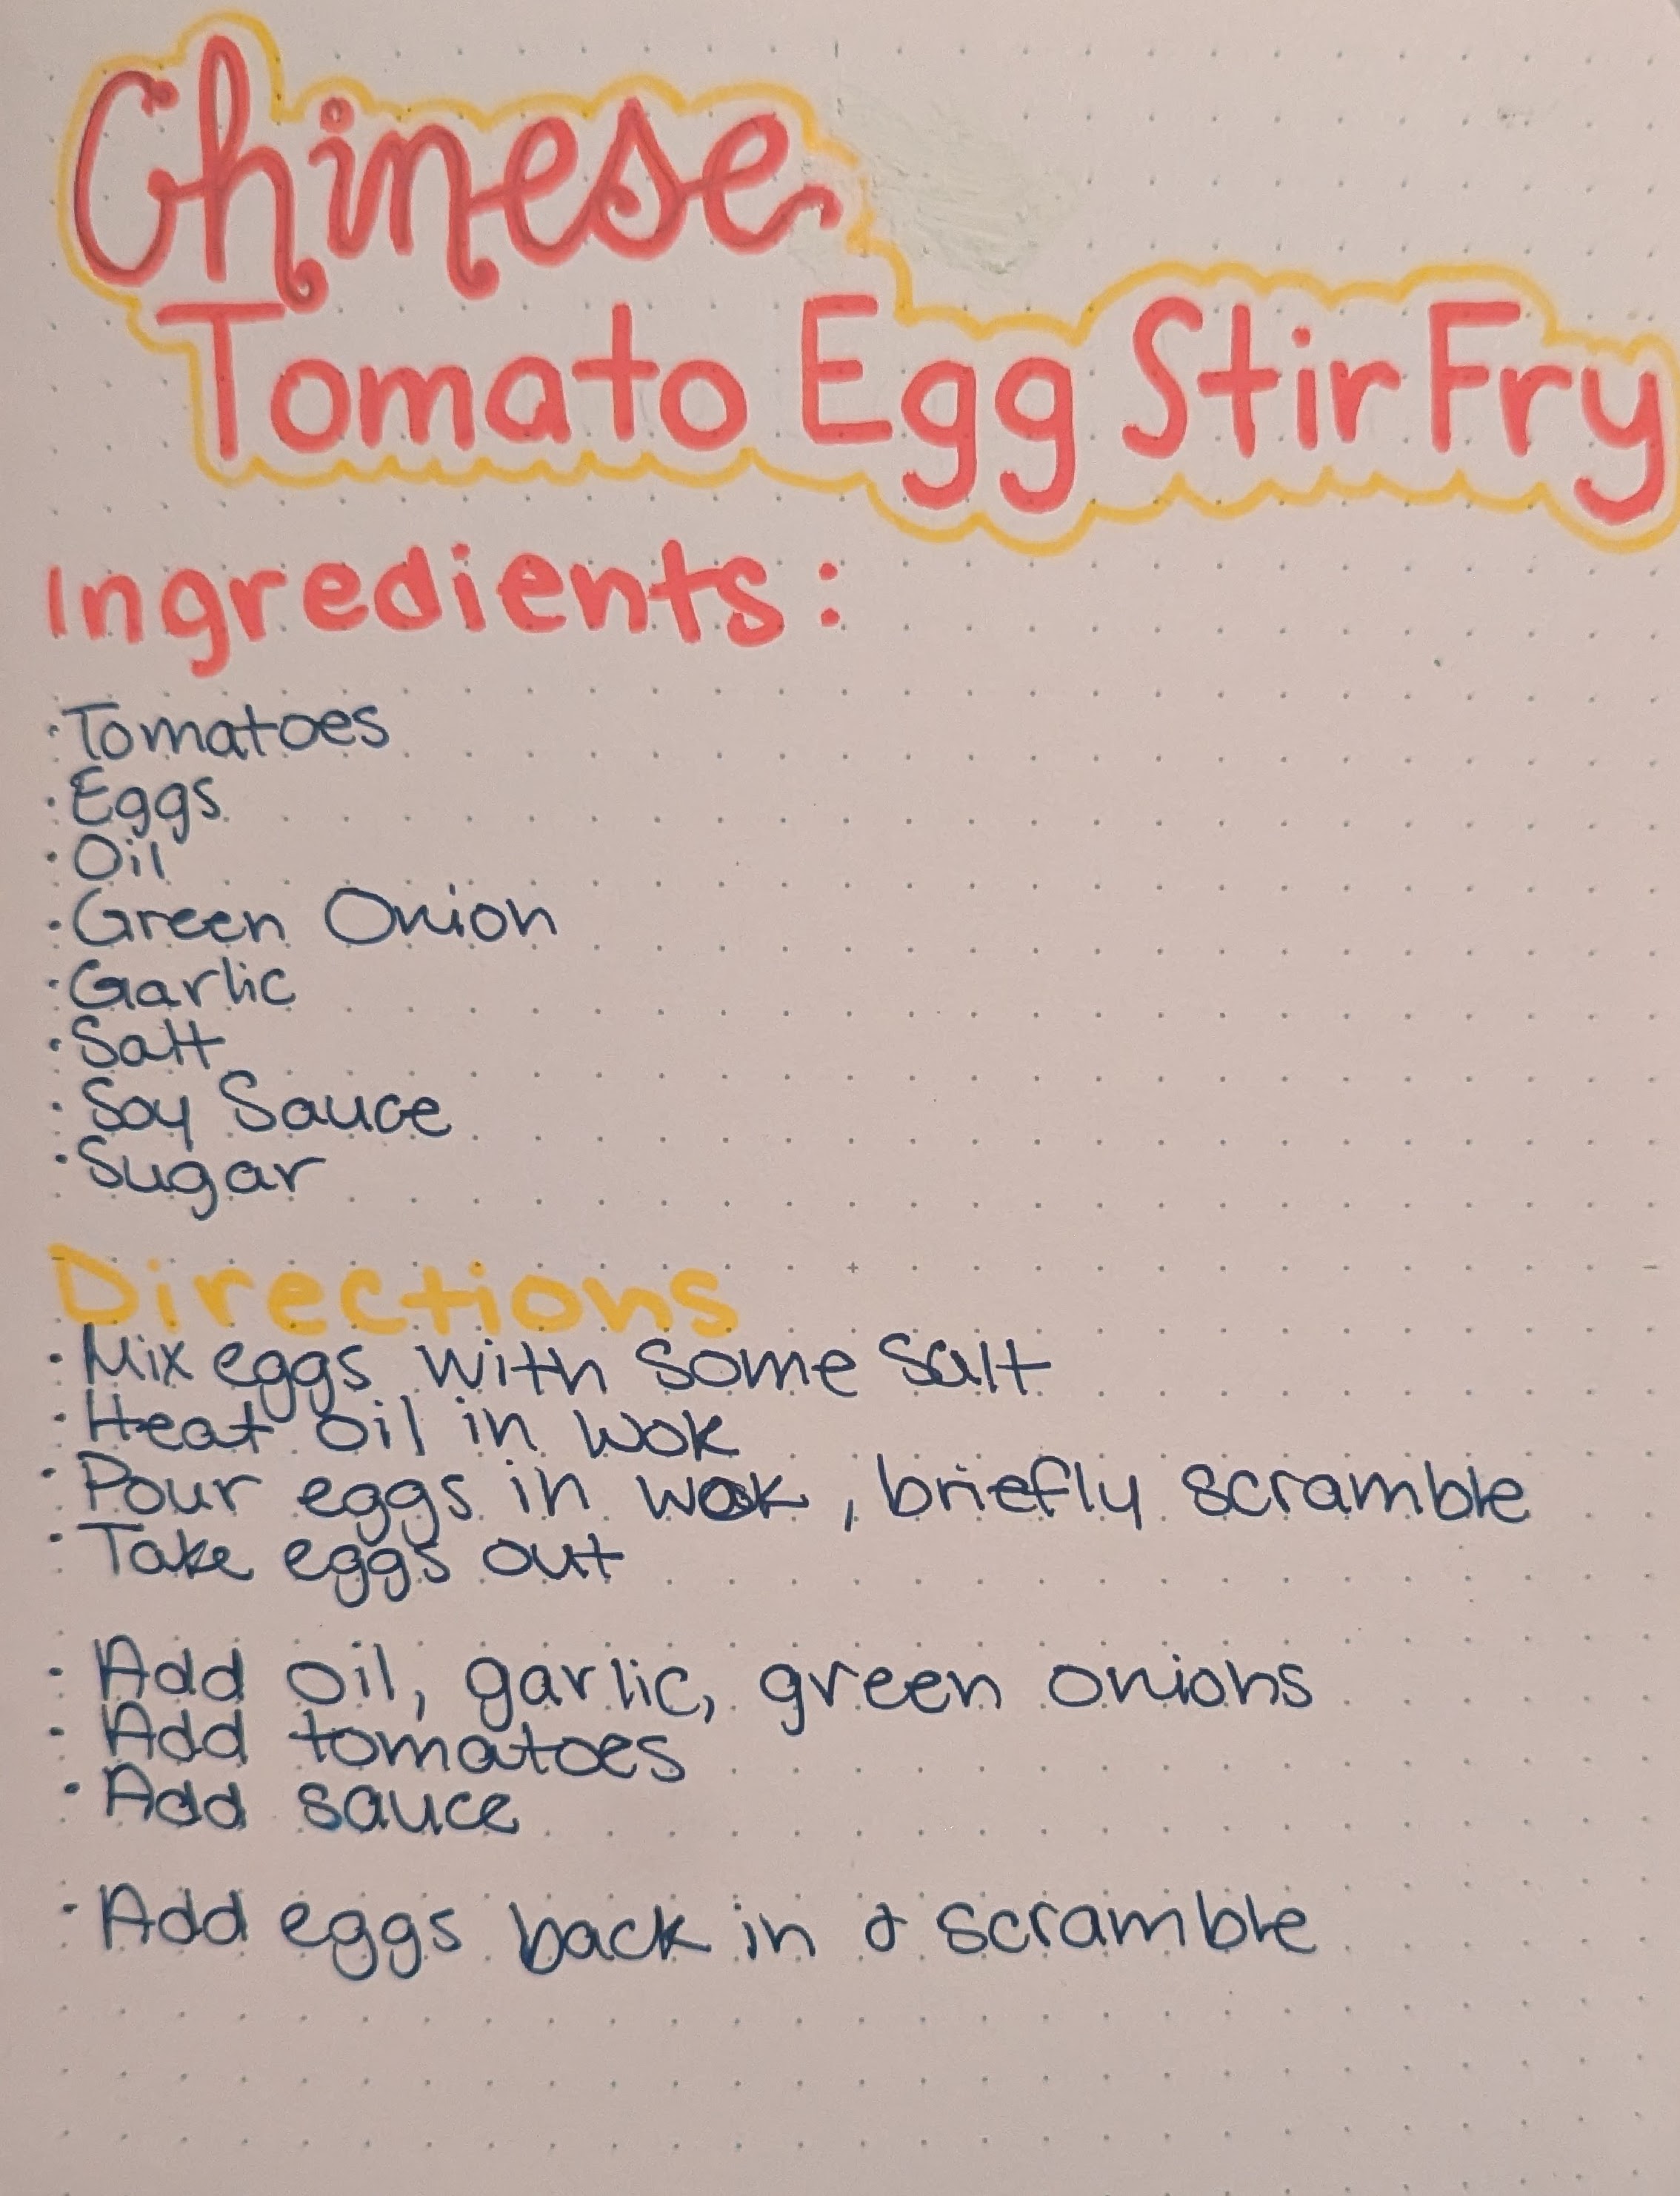 Chinese
Tomato Egg Stir Fry
Ingredients:
· Tomatoes
· Eggs
· Oil
· Green Onion
· Garlic
· Salt
· Soy Sauce
· Sugar
Directions
· Mix eggs with some salt
· Heat oil in wok
· Pour eggs in wok, briefly scramble
· Take eggs out
· Add oil, garlic, green onions
· Add tomatoes
· Add sauce
· Add eggs back in & scramble